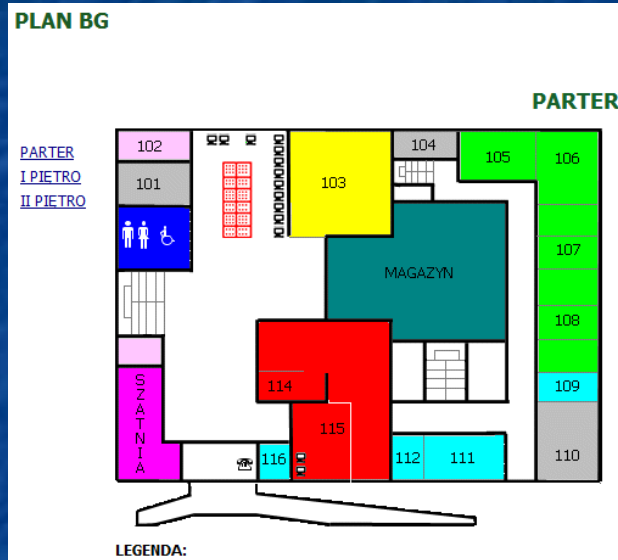 PLAN BG
PARTER
PARTER
I PIETRO
II PIETRO
102
101
103
104
105
106
107
108
109
110
MAGAZYN
114
115
116
112
111
SZATNIA
LEGENDA: